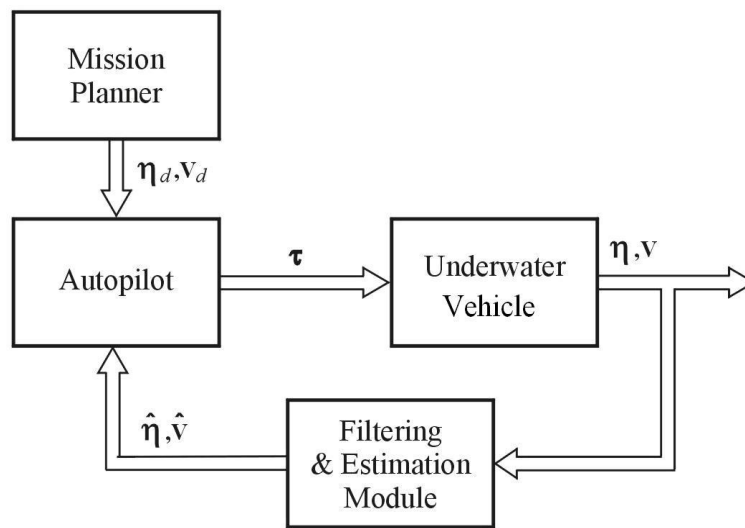 Mission
Planner
η_d,v_d
Autopilot
τ
Underwater
Vehicle
η,v
η̂,v̂
Filtering
& Estimation
Module